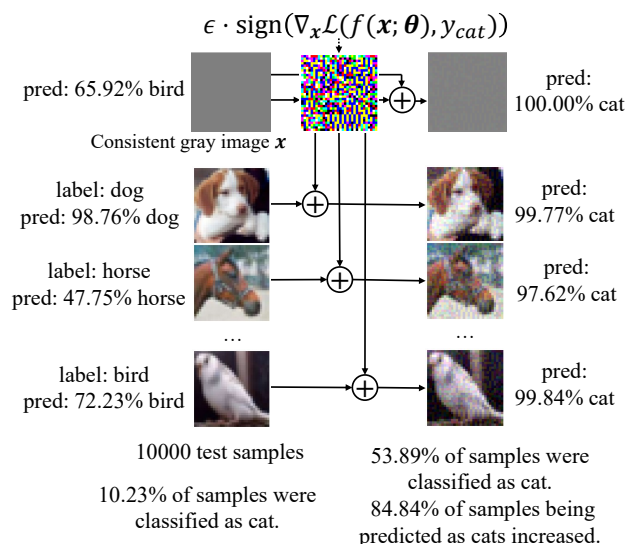 ϵ · sign(∇ₓℒ(f(x; θ), y_cat))
pred: 65.92% bird
pred:
100.00% cat
Consistent gray image x
label: dog
pred: 98.76% dog
pred:
99.77% cat
label: horse
pred: 47.75% horse
pred:
97.62% cat
...
...
label: bird
pred: 72.23% bird
pred:
99.84% cat
10000 test samples
10.23% of samples were
classified as cat.
53.89% of samples were
classified as cat.
84.84% of samples being
predicted as cats increased.